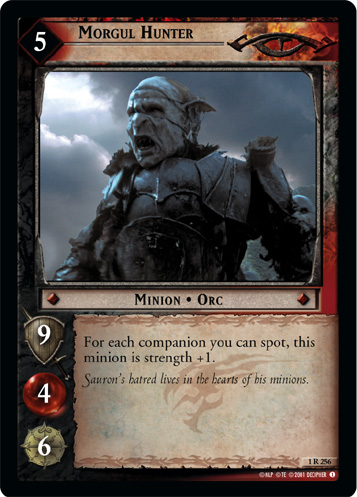 5
Morgul Hunter
Minion • Orc
9
4
6
For each companion you can spot, this
minion is strength +1.
Sauron's hatred lives in the hearts of his minions.
1 R 256
©NLP ©TE ©2001 DECIPHER